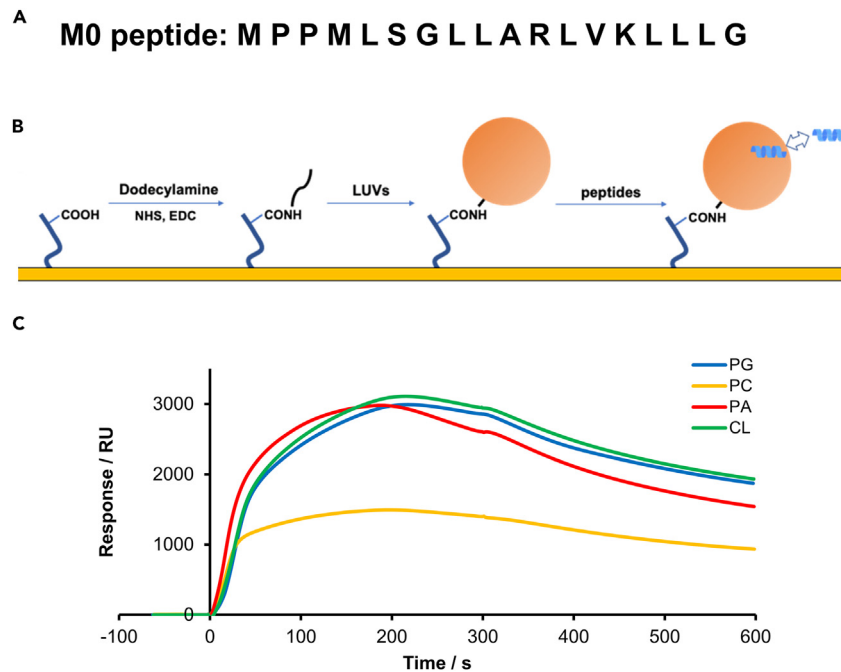 A
M0 peptide: M P P M L S G L L A R L V K L L L G
B
Dodecylamine
NHS, EDC
LUVs
peptides
COOH
CONH
CONH
CONH
C
Response / RU
3000
2000
1000
0
-100
0
100
200
300
400
500
600
Time / s
PG
PC
PA
CL